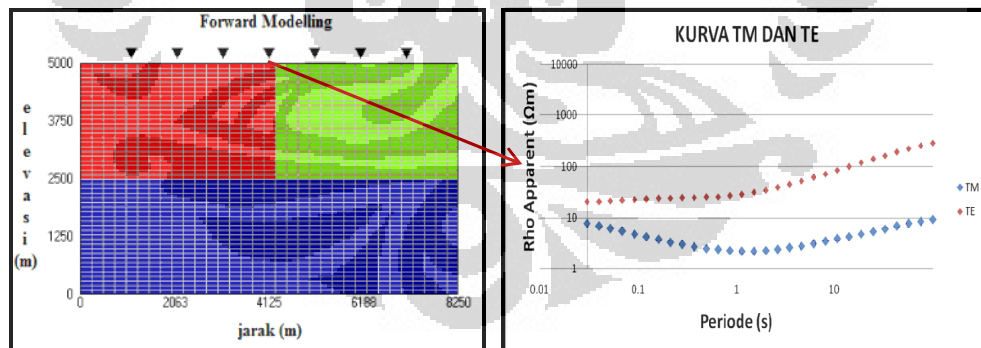 Forward Modelling
elevasi
(m)
5000
3750
2500
1250
0
0 2063 4125 6188 8250
jarak (m)
KURVA TM DAN TE
Rho Apparent (Ωm)
10000
1000
100
10
1
0.01 0.1 1 10
Periode (s)
TM
TE